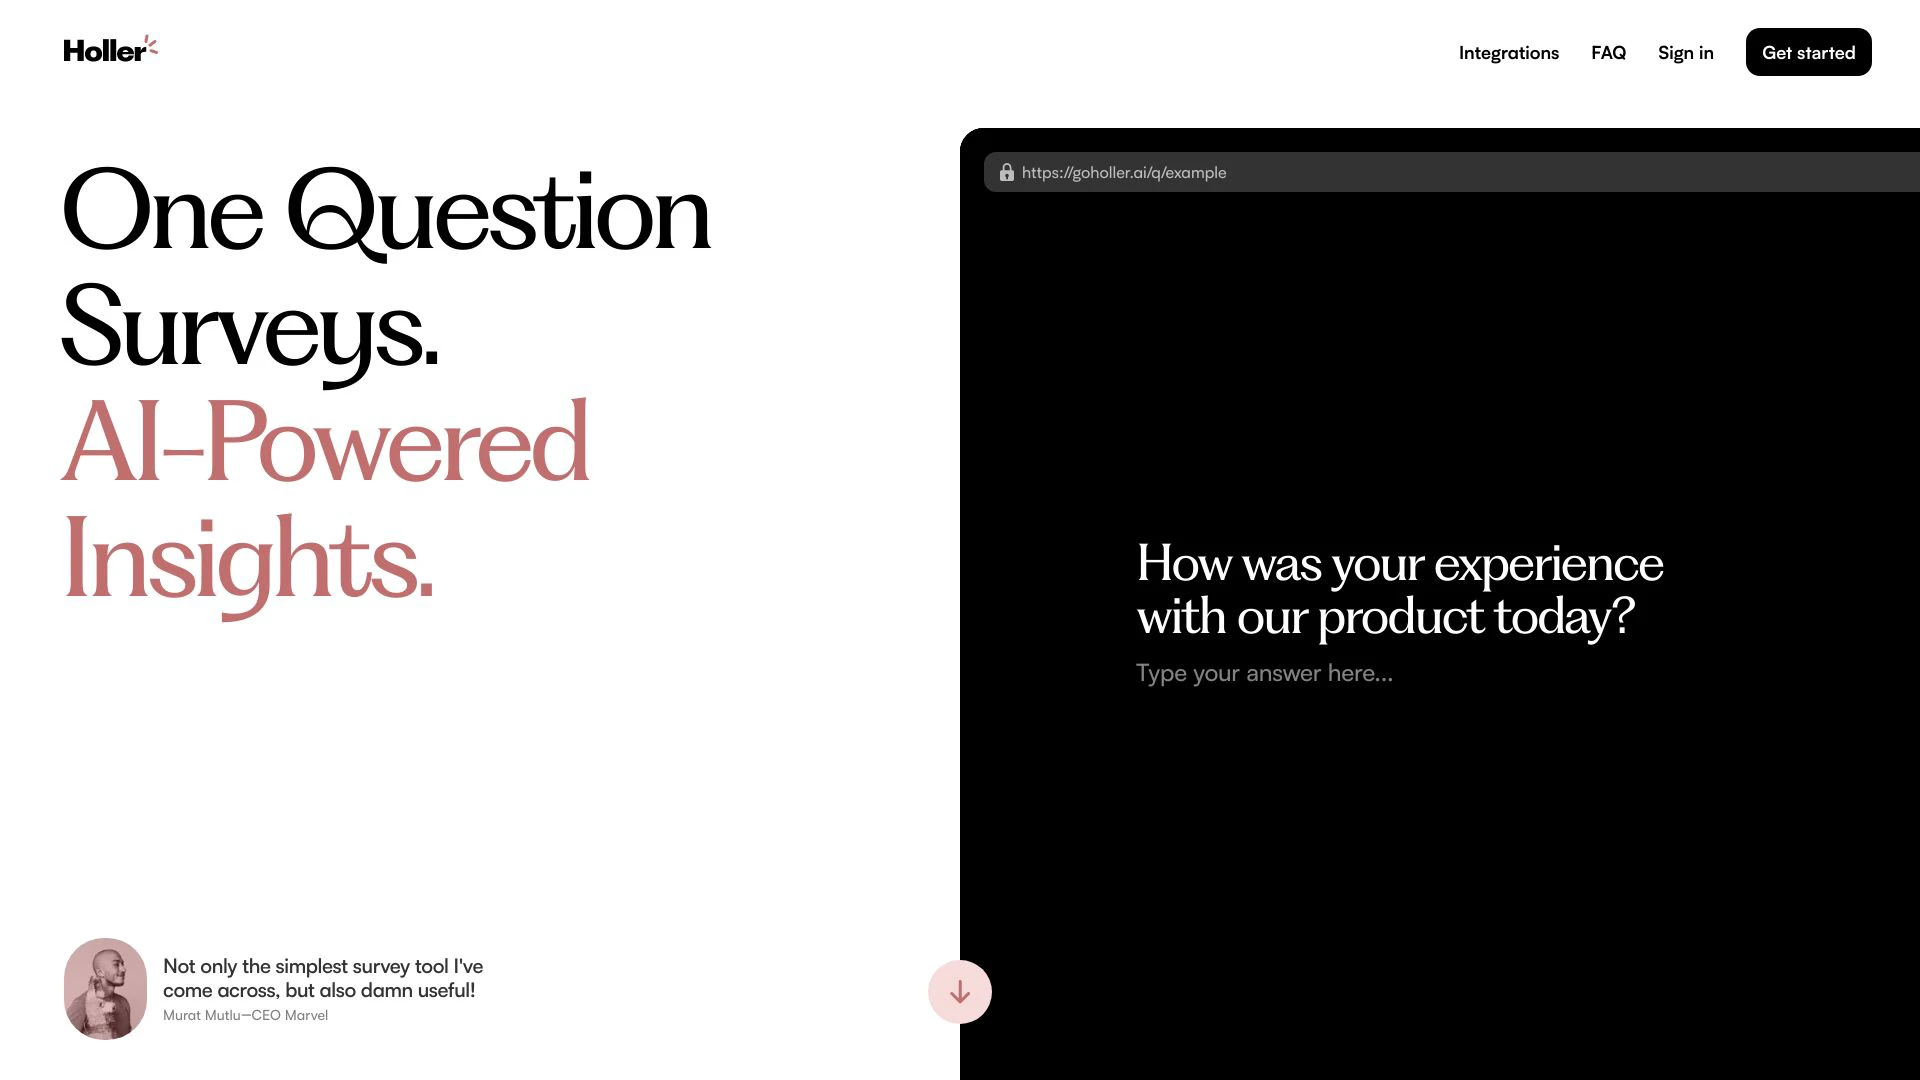 Holler
Integrations
FAQ
Sign in
Get started
One Question
Surveys.
AI-Powered
Insights.
https://goholler.ai/q/example
How was your experience
with our product today?
Type your answer here...
Not only the simplest survey tool I've
come across, but also damn useful!
Murat Mutlu—CEO Marvel